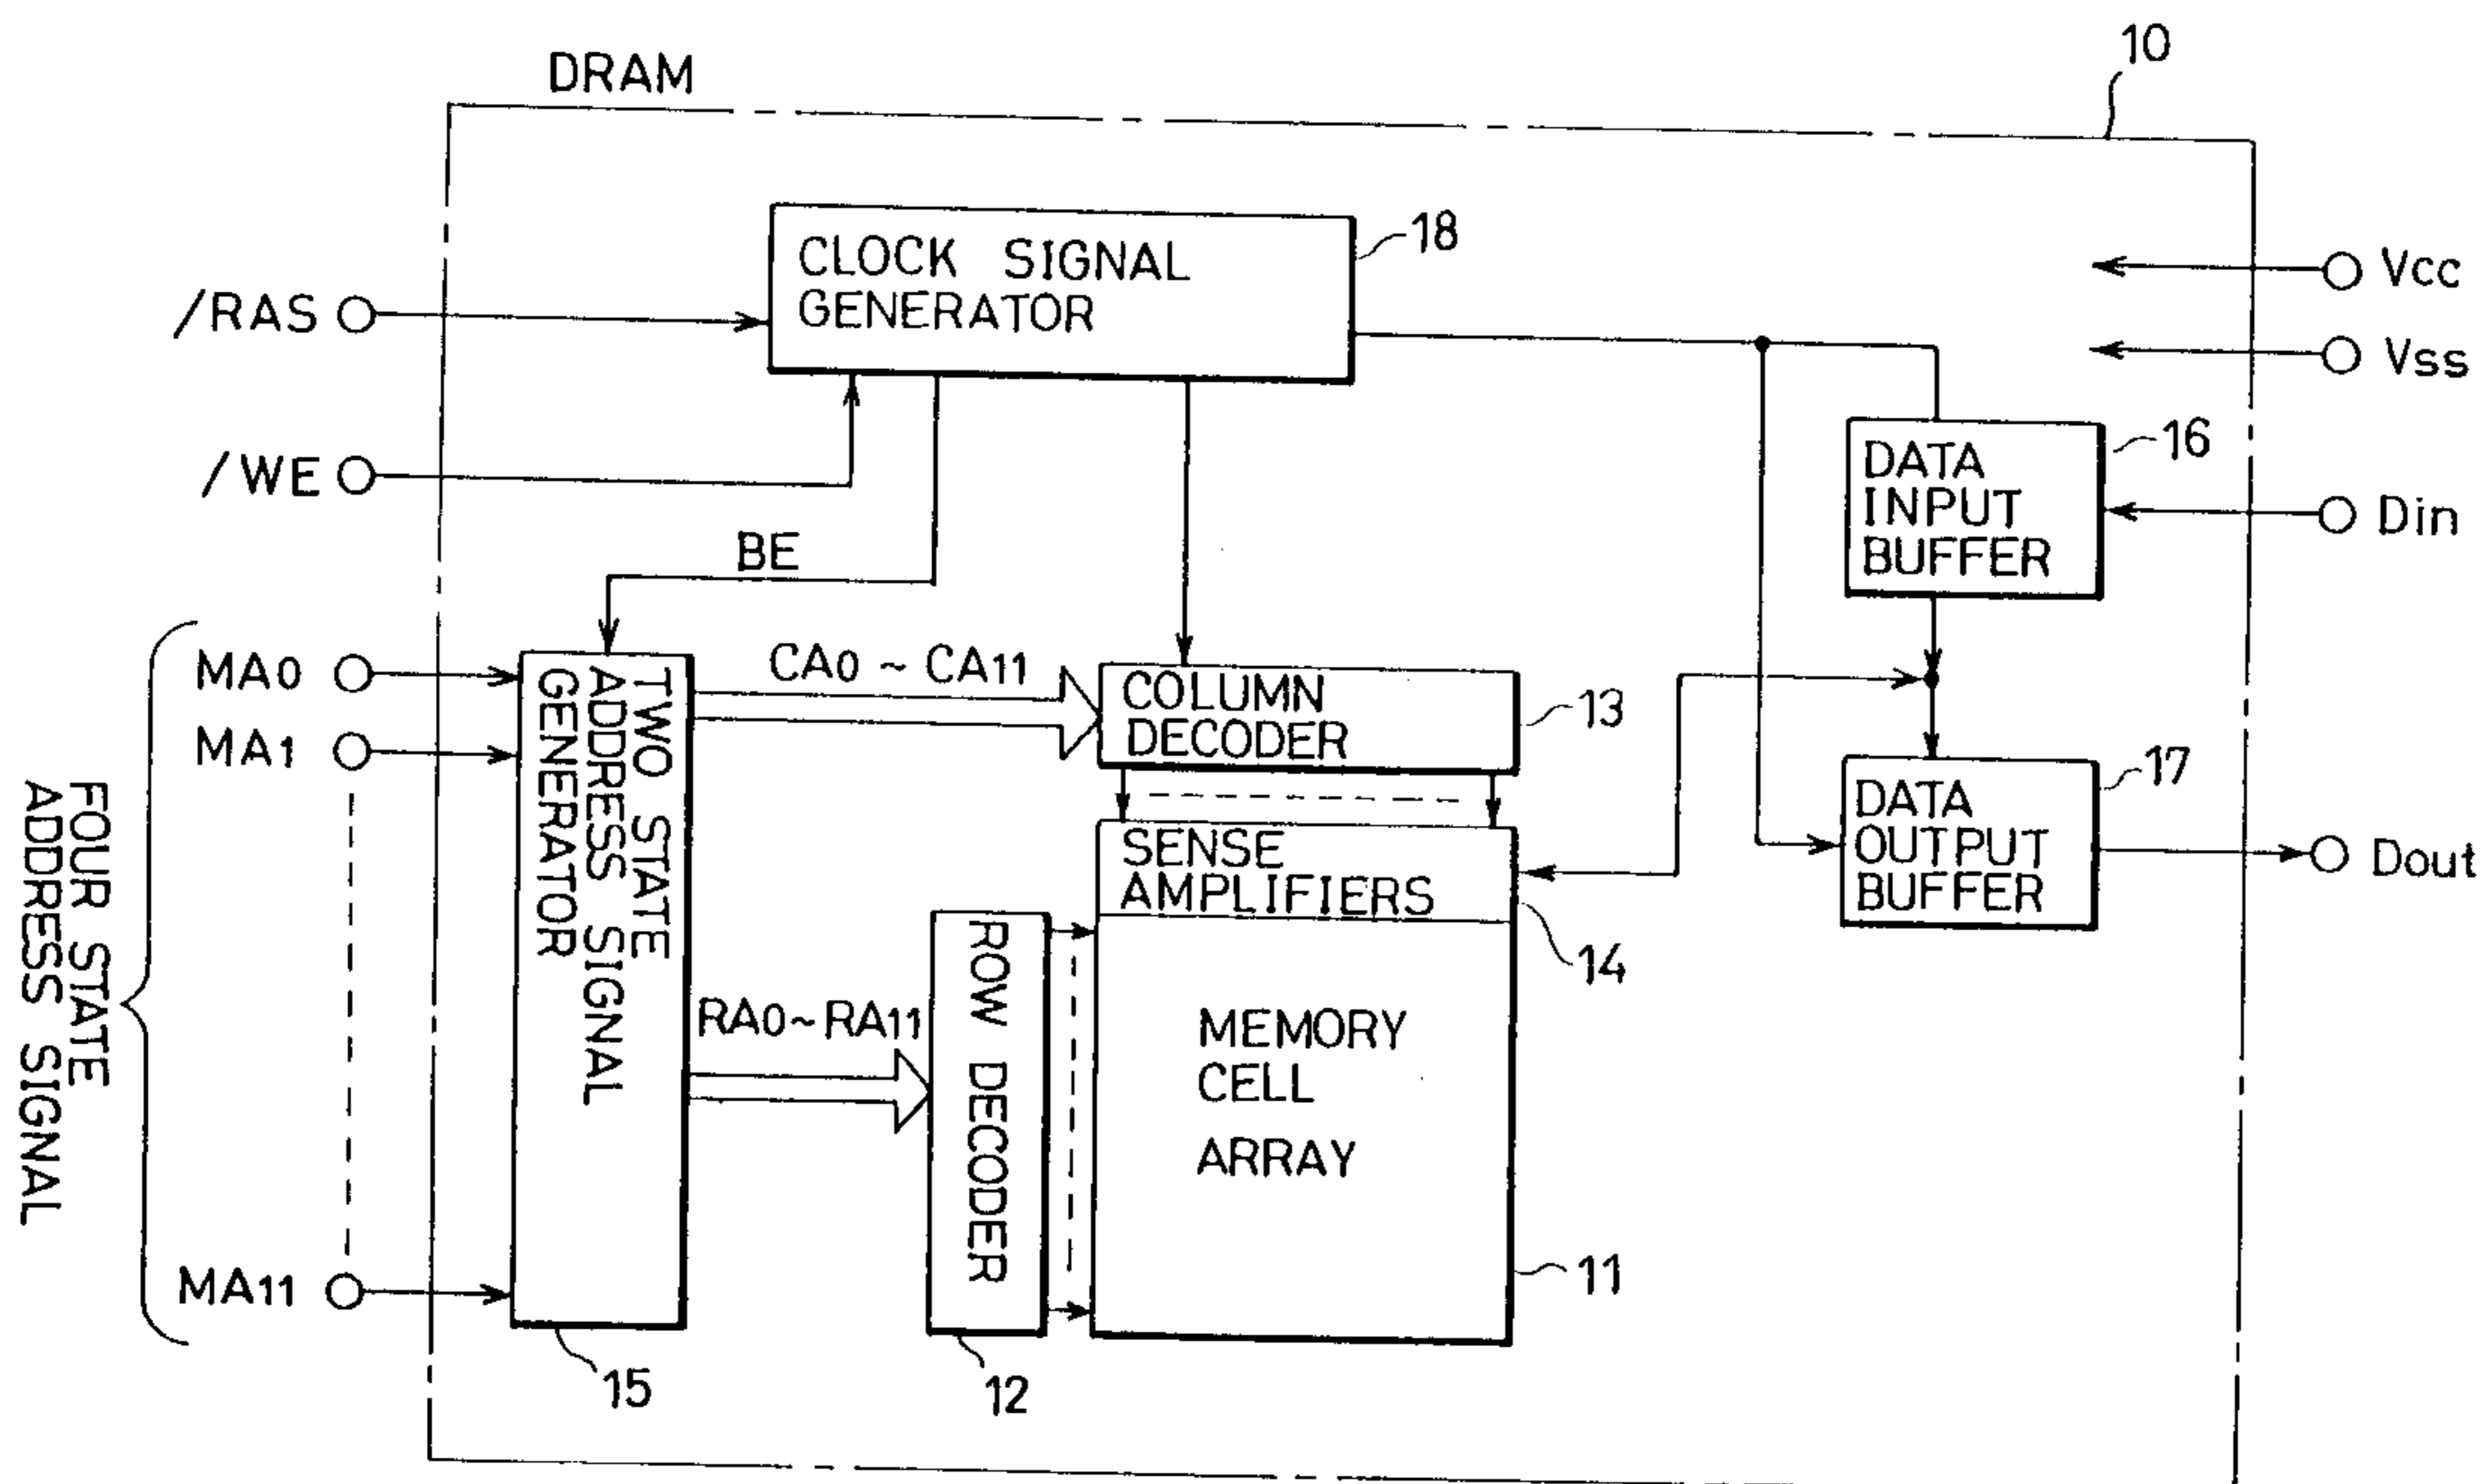 DRAM
10
CLOCK SIGNAL
GENERATOR
18
/RAS
/WE
BE
Vcc
Vss
DATA
INPUT
BUFFER
16
Din
FOUR STATE
ADDRESS SIGNAL
MA0
MA1
MA11
TWO STATE
ADDRESS SIGNAL
GENERATOR
15
CA0 ~ CA11
COLUMN
DECODER
13
SENSE
AMPLIFIERS
14
RA0~RA11
ROW DECODER
12
MEMORY
CELL
ARRAY
11
DATA
OUTPUT
BUFFER
17
Dout